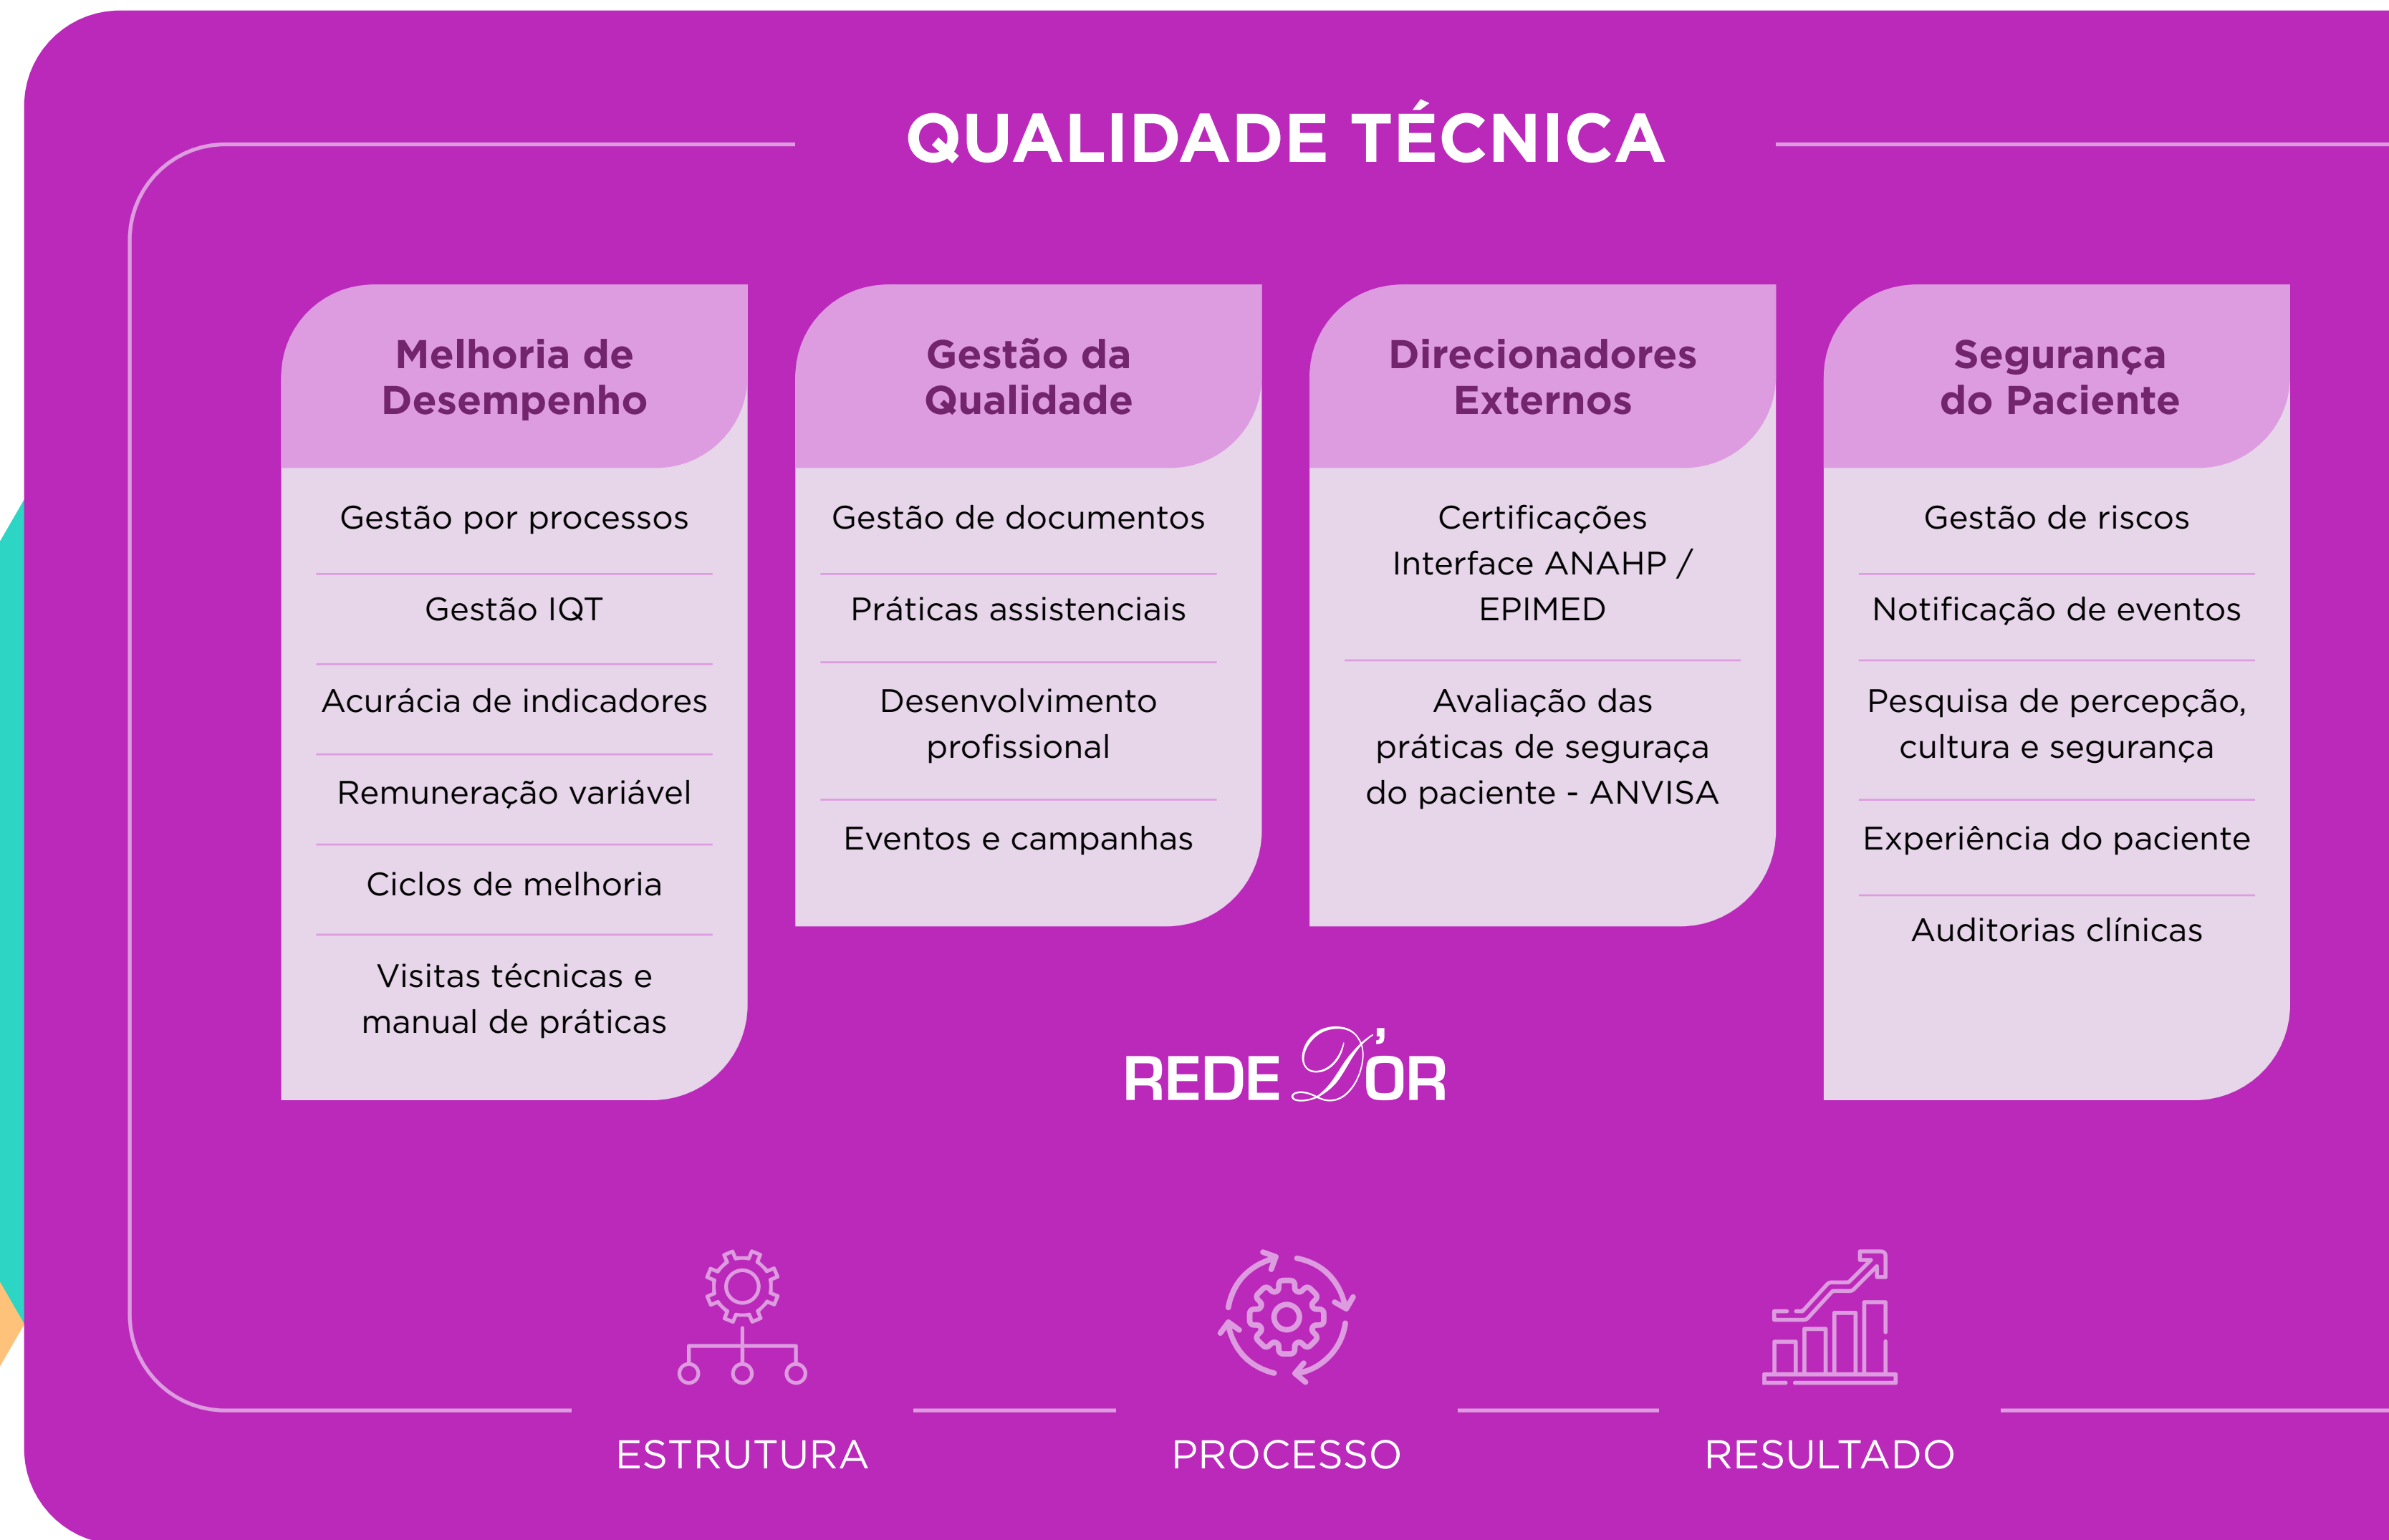 QUALIDADE TÉCNICA
Melhoria de
Desempenho
Gestão por processos
Gestão IQT
Acurácia de indicadores
Remuneração variável
Ciclos de melhoria
Visitas técnicas e
manual de práticas
Gestão da
Qualidade
Gestão de documentos
Práticas assistenciais
Desenvolvimento
profissional
Eventos e campanhas
Direcionadores
Externos
Certificações
Interface ANAHP /
EPIMED
Avaliação das
práticas de seguraça
do paciente - ANVISA
Segurança
do Paciente
Gestão de riscos
Notificação de eventos
Pesquisa de percepção,
cultura e segurança
Experiência do paciente
Auditorias clínicas
REDE D'OR
ESTRUTURA
PROCESSO
RESULTADO